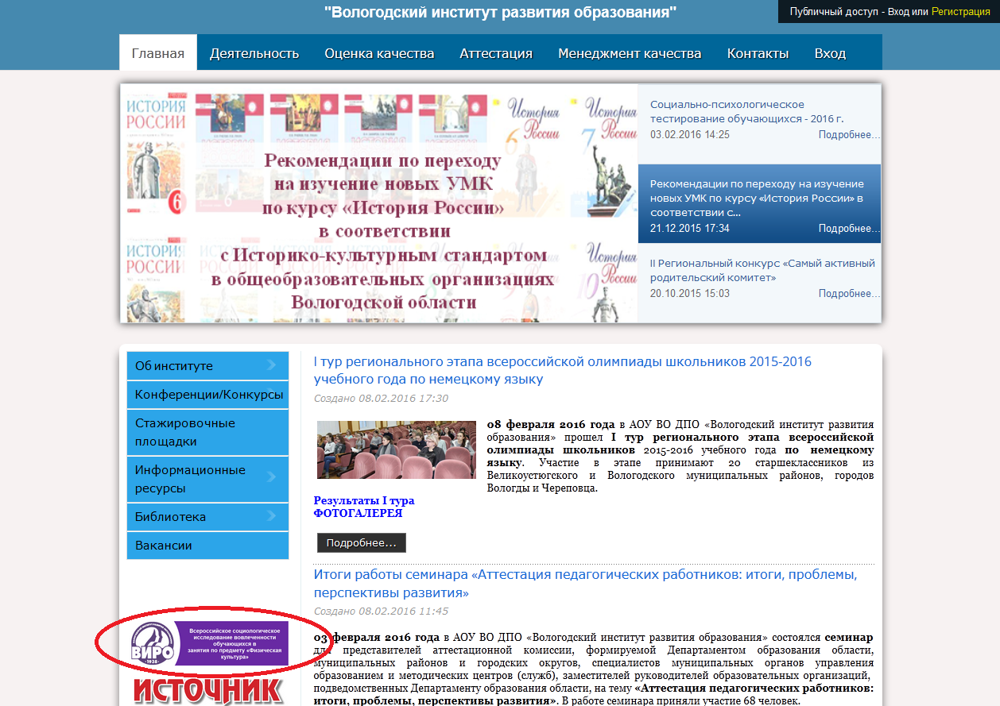 "Вологодский институт развития образования"
Публичный доступ - Вход или Регистрация
Главная
Деятельность
Оценка качества
Аттестация
Менеджмент качества
Контакты
Вход
ИСТОРИЯ
РОССИИ
6
История
6
России
История
7
России
Рекомендации по переходу
на изучение новых УМК
по курсу «История России»
в соответствии
с Историко-культурным стандартом
в общеобразовательных организациях
Вологодской области
ИСТОРИЯ
РОССИИ
История
10
России
Социально-психологическое
тестирование обучающихся - 2016 г.
03.02.2016 14:25
Подробнее...
Рекомендации по переходу на изучение
новых УМК по курсу «История России» в
соответствии с...
21.12.2015 17:34
Подробнее...
II Региональный конкурс «Самый активный
родительский комитет»
20.10.2015 15:03
Подробнее...
Об институте
Конференции/Конкурсы
Стажировочные
площадки
Информационные
ресурсы
Библиотека
Вакансии
ВИРО
-1938-
Всероссийское социологическое
исследование вовлеченности
обучающихся в
занятия по предмету «Физическая
культура»
ИСТОЧНИК
I тур регионального этапа всероссийской олимпиады школьников 2015-2016
учебного года по немецкому языку
Создано 08.02.2016 17:30
08 февраля 2016 года в АОУ ВО ДПО «Вологодский институт развития
образования» прошел I тур регионального этапа всероссийской
олимпиады школьников 2015-2016 учебного года по немецкому
языку. Участие в этапе принимают 20 старшеклассников из
Великоустюгского и Вологодского муниципальных районов, городов
Вологды и Череповца.
Результаты I тура
ФОТОГАЛЕРЕЯ
Подробнее...
Итоги работы семинара «Аттестация педагогических работников: итоги, проблемы,
перспективы развития»
Создано 08.02.2016 11:45
03 февраля 2016 года в АОУ ВО ДПО «Вологодский институт развития образования» состоялся семинар
для представителей аттестационной комиссии, формируемой Департаментом образования области,
муниципальных районов и городских округов, специалистов муниципальных органов управления
образованием и методических центров (служб), заместителей руководителей образовательных организаций,
подведомственных Департаменту образования области, на тему «Аттестация педагогических работников:
итоги, проблемы, перспективы развития». В работе семинара приняли участие 68 человек.